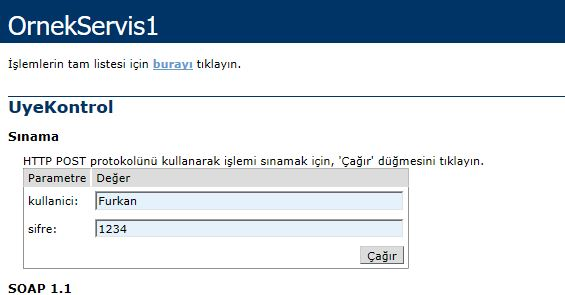 OrnekServis1
İşlemlerin tam listesi için burayı tıklayın.
UyeKontrol
Sınama
HTTP POST protokolünü kullanarak işlemi sınamak için, 'Çağır' düğmesini tıklayın.
Parametre Değer
kullanici: Furkan
sifre: 1234
Çağır
SOAP 1.1